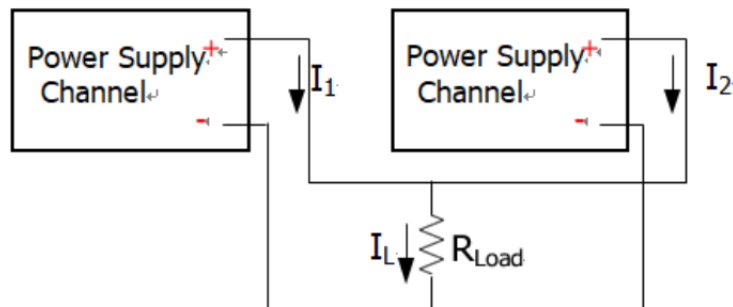 Power Supply+
Channel
-
I1
Power Supply+
Channel
-
I2
IL
RLoad